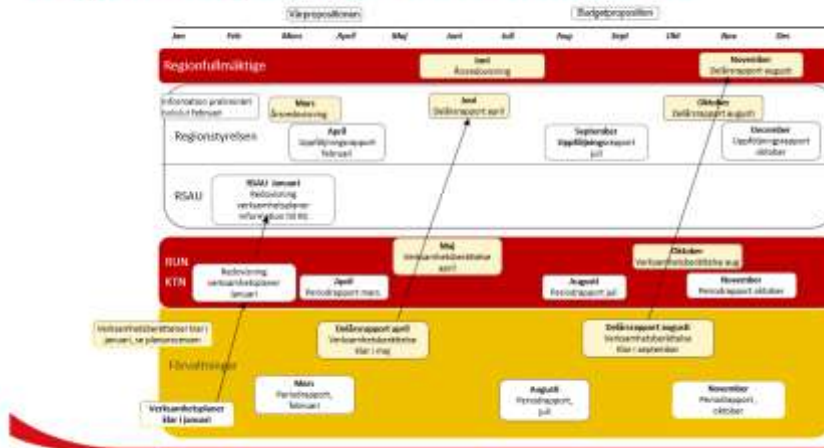 Vårpropositionen
Budgetproposition
Jan Feb Mars April Maj Juni Juli Aug Sept Okt Nov Dec
Regionfullmäktige
Juni
Årsredovisning
November
Delårsrapport augusti
Information preliminärt
bokslut februari
Mars
Årsredovisning
Juni
Delårsrapport april
Oktober
Delårsrapport augusti
Regionstyrelsen
April
Uppföljningsrapport
februari
September
Uppföljningsrapport
juli
December
Uppföljningsrapport
oktober
RSAU
RSAU Januari
Redovisning
verksamhetsplaner
Information till RS
RUN
KTN
Redovisning
verksamhetsplaner
januari
April
Periodrapport mars
Maj
Verksamhetsberättelse
april
Augusti
Periodrapport juli
Oktober
Verksamhetsberättelse aug
November
Periodrapport oktober
Verksamhetsberättelser klar i
januari, se planprocessen
Delårsrapport april
Verksamhetsberättelse
klar i maj
Delårsrapport augusti
Verksamhetsberättelse
klar i september
Förvaltningar
Mars
Periodrapport,
februari
Augusti
Periodrapport,
juli
November
Periodrapport,
oktober
Verksamhetsplaner
klar i januari